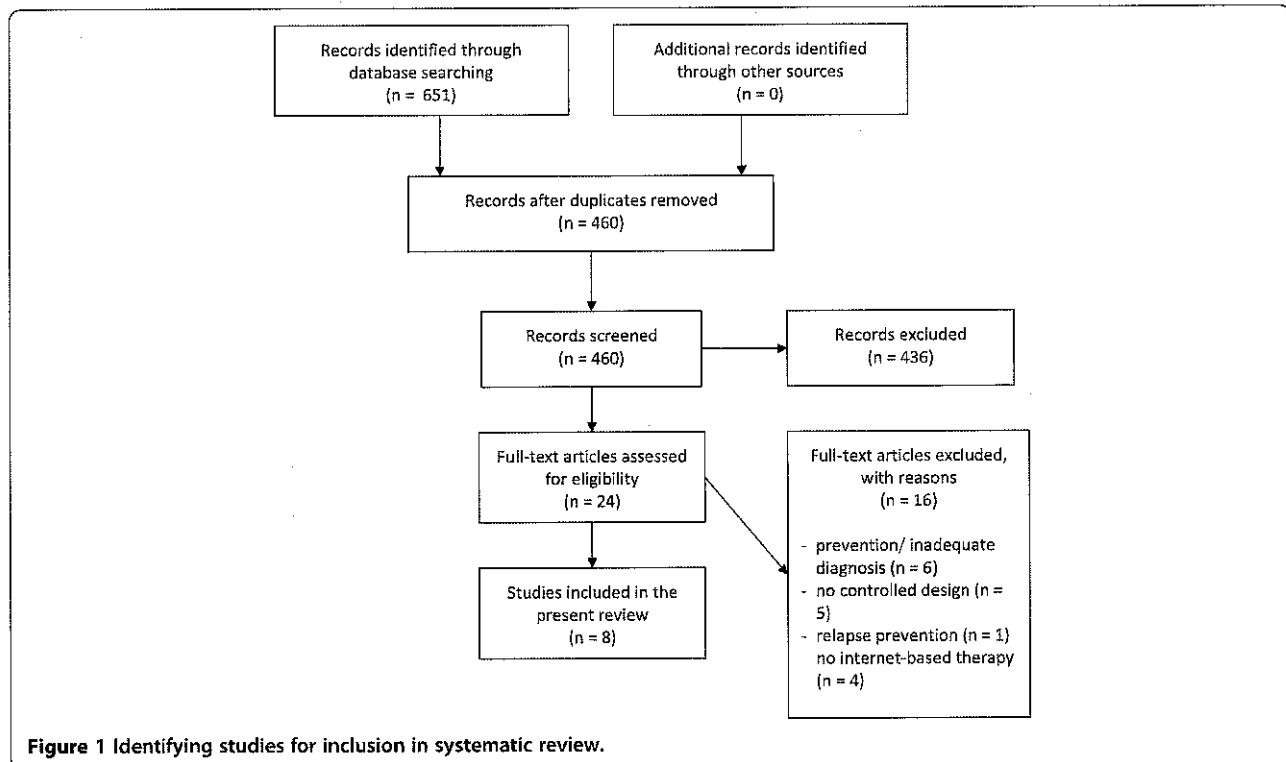 Records identified through
database searching
(n = 651)
Additional records identified
through other sources
(n = 0)
Records after duplicates removed
(n = 460)
Records screened
(n = 460)
Records excluded
(n = 436)
Full-text articles assessed
for eligibility
(n = 24)
Full-text articles excluded,
with reasons
(n = 16)
- prevention/ inadequate
diagnosis (n = 6)
- no controlled design (n =
5)
- relapse prevention (n = 1)
no internet-based therapy
(n = 4)
Studies included in the
present review
(n = 8)
Figure 1 Identifying studies for inclusion in systematic review.